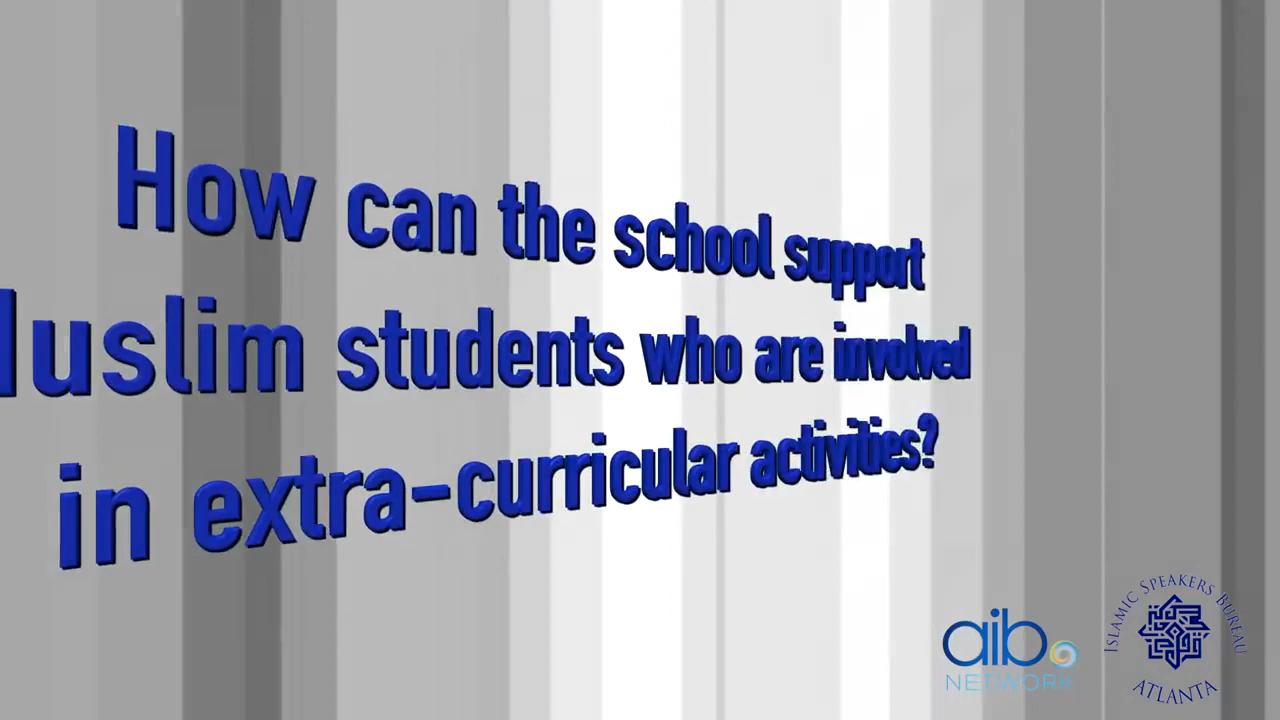 How can the school support
Muslim students who are involved
in extra-curricular activities?
aib
NETWORK
ISLAMIC SPEAKERS BUREAU
ATLANTA